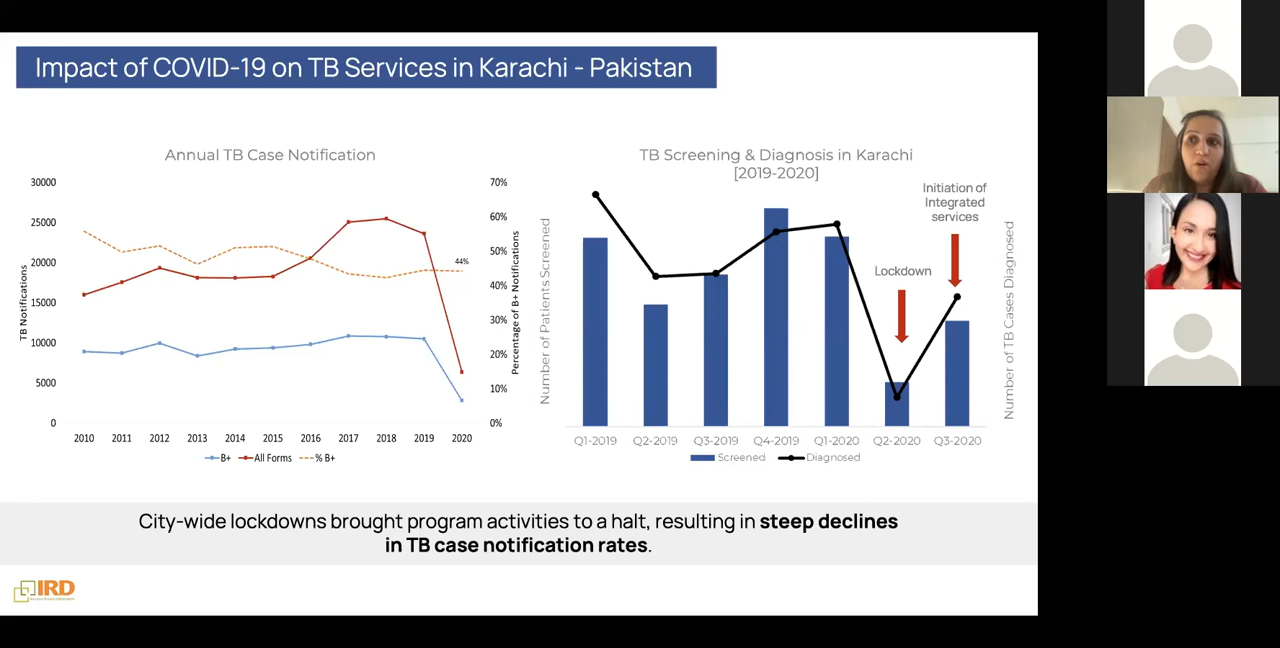 Impact of COVID-19 on TB Services in Karachi - Pakistan
Annual TB Case Notification
30000
25000
20000
15000
10000
5000
0
TB Notifications
70%
60%
50%
40%
30%
20%
10%
0%
Percentage of B+ Notifications
44%
2010 2011 2012 2013 2014 2015 2016 2017 2018 2019 2020
B+ All Forms % B+
TB Screening & Diagnosis in Karachi
[2019-2020]
Number of Patients Screened
Number of TB Cases Diagnosed
Initiation of
Integrated
services
Lockdown
Q1-2019 Q2-2019 Q3-2019 Q4-2019 Q1-2020 Q2-2020 Q3-2020
Screened Diagnosed
City-wide lockdowns brought program activities to a halt, resulting in steep declines
in TB case notification rates.
IRD